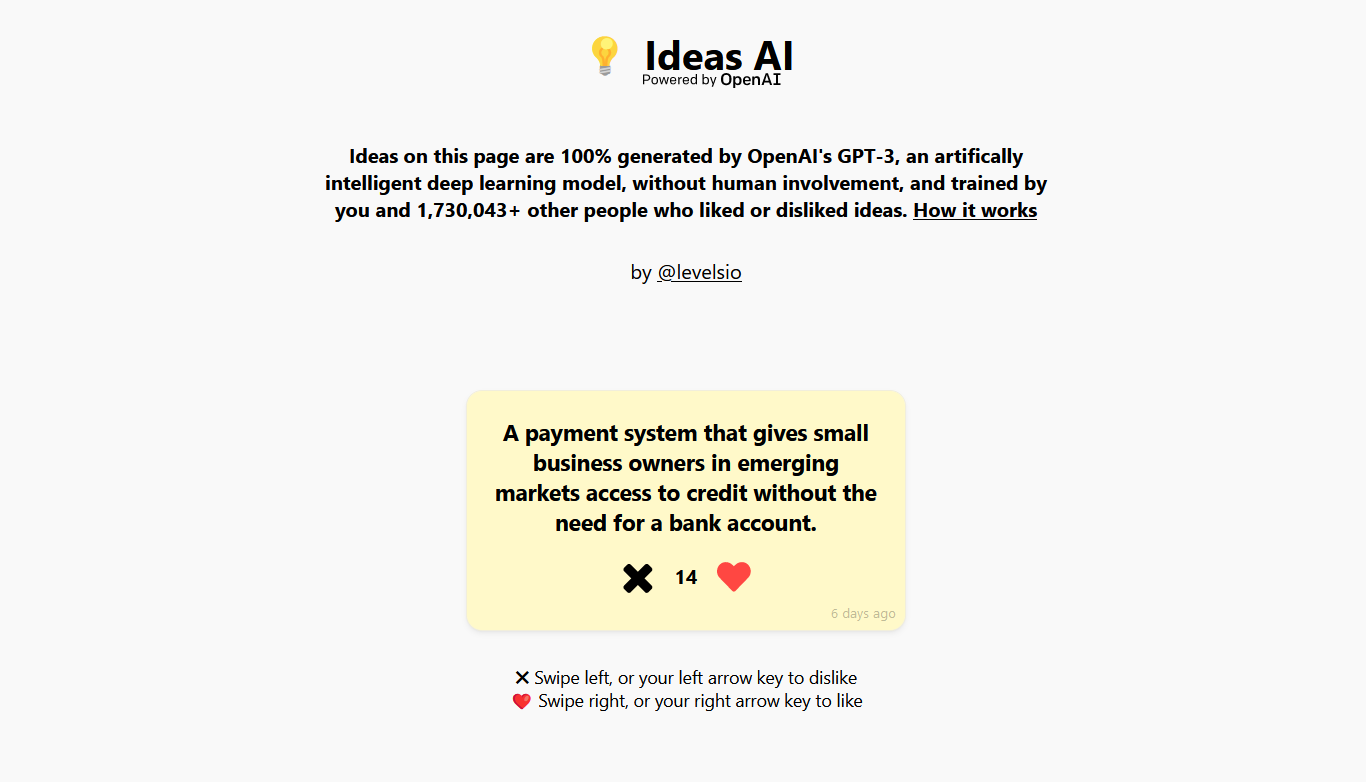 Ideas AI
Powered by OpenAI
Ideas on this page are 100% generated by OpenAI's GPT-3, an artifically
intelligent deep learning model, without human involvement, and trained by
you and 1,730,043+ other people who liked or disliked ideas. How it works
by @levelsio
A payment system that gives small
business owners in emerging
markets access to credit without the
need for a bank account.
14
6 days ago
Swipe left, or your left arrow key to dislike
Swipe right, or your right arrow key to like